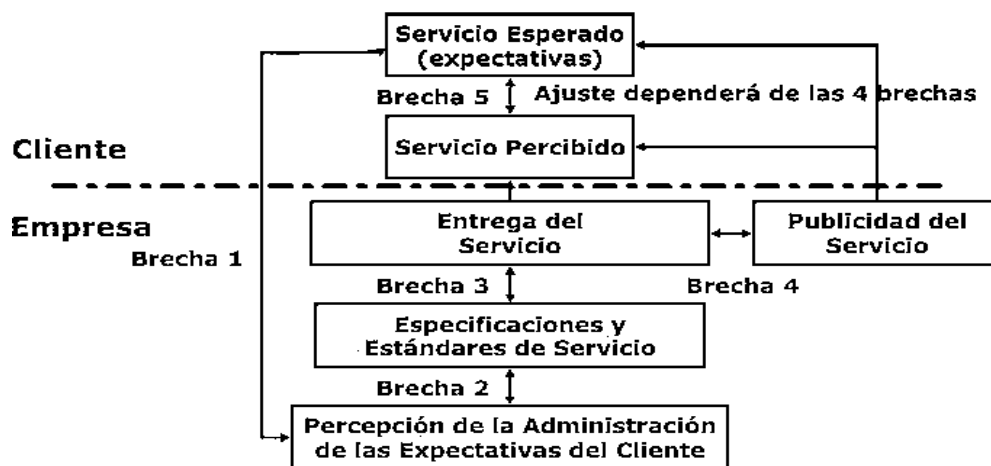 Servicio Esperado
(expectativas)
Brecha 5
Ajuste dependerá de las 4 brechas
Cliente
Servicio Percibido
Empresa
Entrega del
Servicio
Publicidad del
Servicio
Brecha 1
Brecha 3
Brecha 4
Especificaciones y
Estándares de Servicio
Brecha 2
Percepción de la Administración
de las Expectativas del Cliente